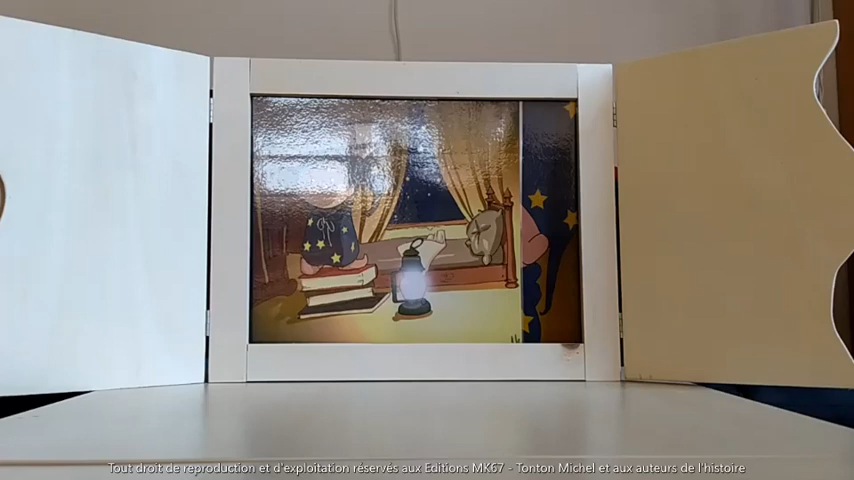 Tout droit de reproduction et d'exploitation réservés aux Editions MK67 - Tonton Michel et aux auteurs de l'histoire